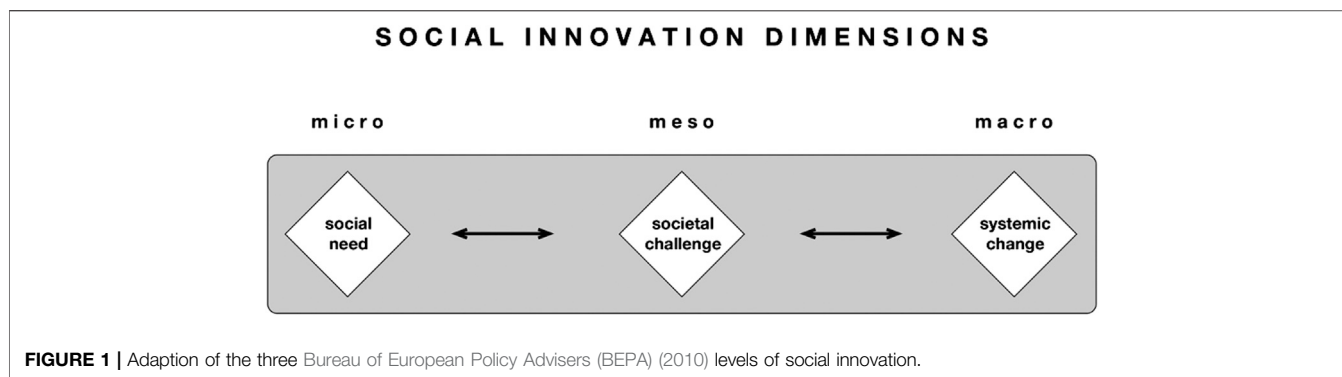 SOCIAL INNOVATION DIMENSIONS
micro meso macro
social
need
societal
challenge
systemic
change
FIGURE 1 | Adaption of the three Bureau of European Policy Advisers (BEPA) (2010) levels of social innovation.